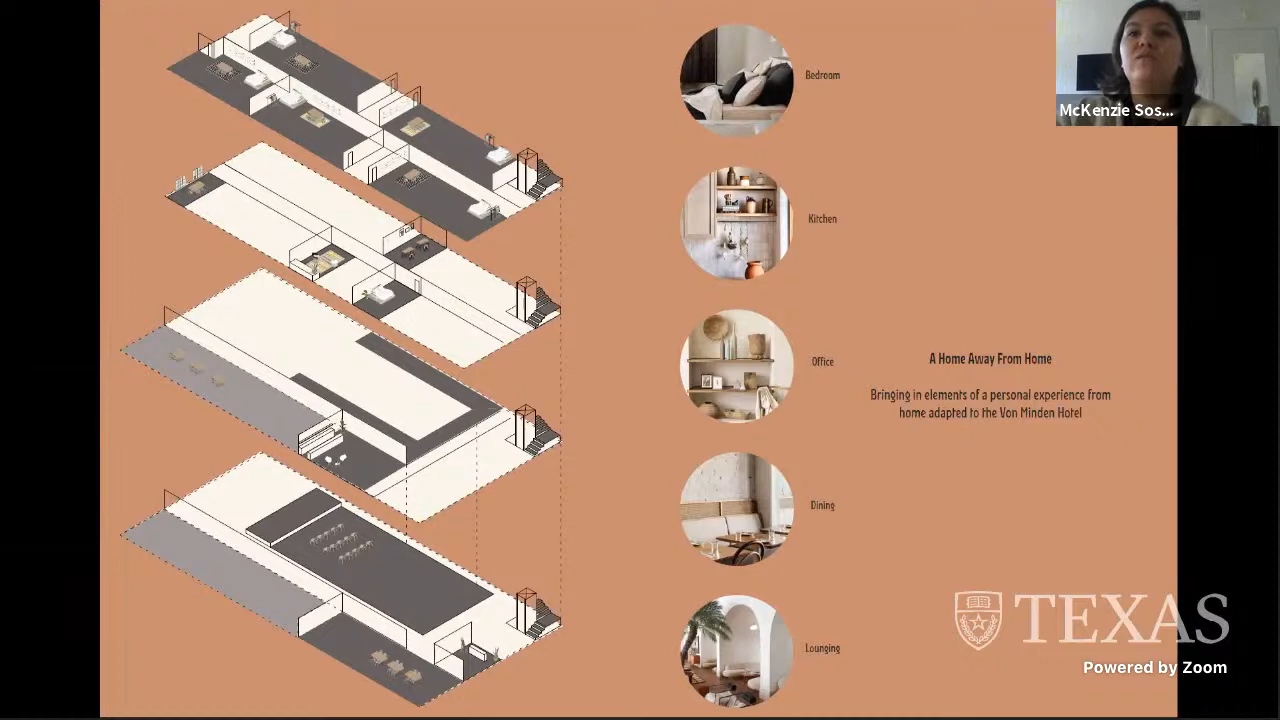 Bedroom
McKenzie Sos...
Kitchen
Office
A Home Away From Home
Bringing in elements of a personal experience from
home adapted to the Von Minden Hotel
Dining
Lounging
TEXAS
Powered by Zoom